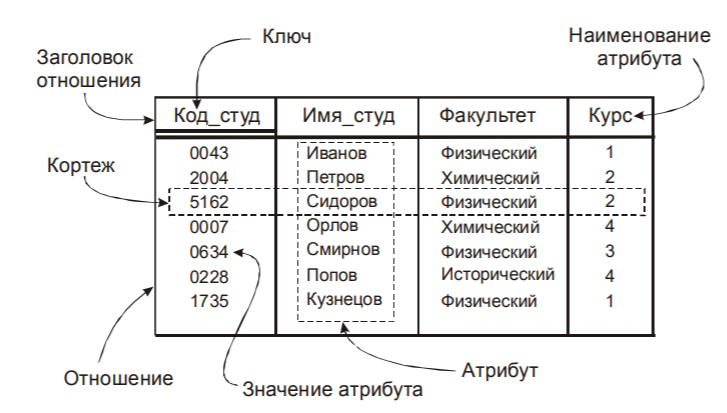 Ключ
Наименование
атрибута
Заголовок
отношения
Код_студ Имя_студ Факультет Курс
0043 Иванов Физический 1
Кортеж
2004 Петров Химический 2
5162 Сидоров Физический 2
0007 Орлов Химический 4
0634 Смирнов Физический 3
0228 Попов Исторический 4
1735 Кузнецов Физический 1
Отношение
Значение атрибута
Атрибут